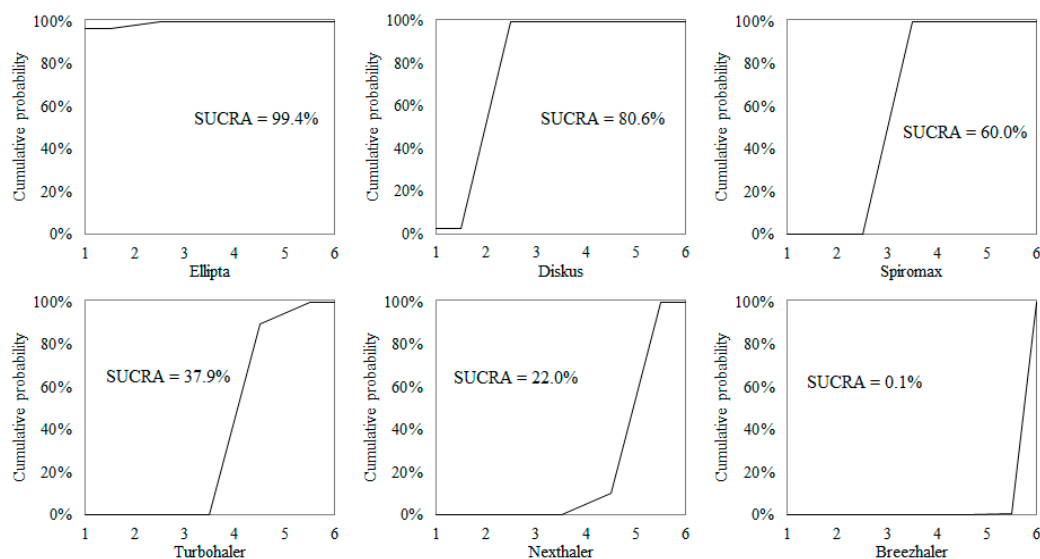 Cumulative probability
100%
80%
60%
40%
20%
0%
SUCRA = 99.4%
1 2 3 4 5 6
Ellipta
Cumulative probability
100%
80%
60%
40%
20%
0%
SUCRA = 80.6%
1 2 3 4 5 6
Diskus
Cumulative probability
100%
80%
60%
40%
20%
0%
SUCRA = 60.0%
1 2 3 4 5 6
Spiromax
Cumulative probability
100%
80%
60%
40%
20%
0%
SUCRA = 37.9%
1 2 3 4 5 6
Turbohaler
Cumulative probability
100%
80%
60%
40%
20%
0%
SUCRA = 22.0%
1 2 3 4 5 6
Nexthaler
Cumulative probability
100%
80%
60%
40%
20%
0%
SUCRA = 0.1%
1 2 3 4 5 6
Breezhaler